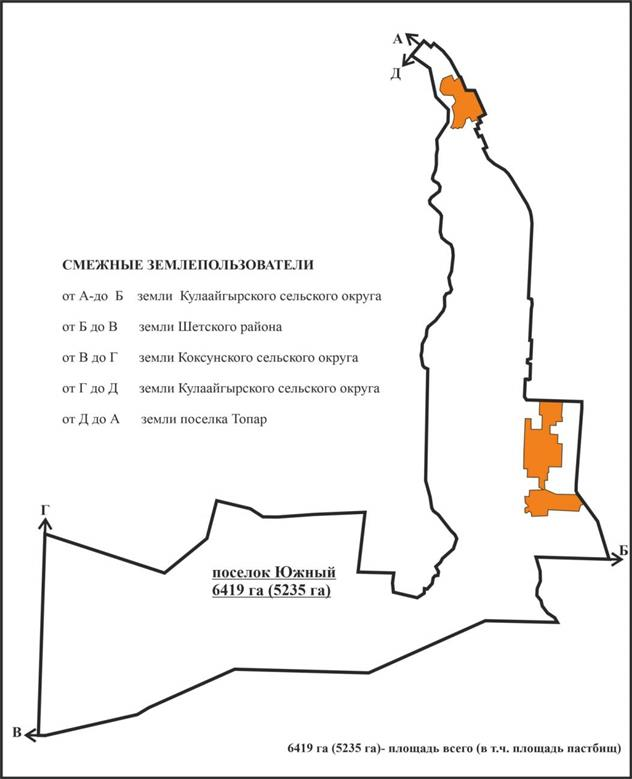 А
Д
СМЕЖНЫЕ ЗЕМЛЕПОЛЬЗОВАТЕЛИ
от А-до Б земли Кулаайгырского сельского округа
от Б до В земли Шетского района
от В до Г земли Коксунского сельского округа
от Г до Д земли Кулаайгырского сельского округа
от Д до А земли поселка Топар
Г
Б
поселок Южный
6419 га (5235 га)
В
6419 га (5235 га)- площадь всего (в т.ч. площадь пастбищ)